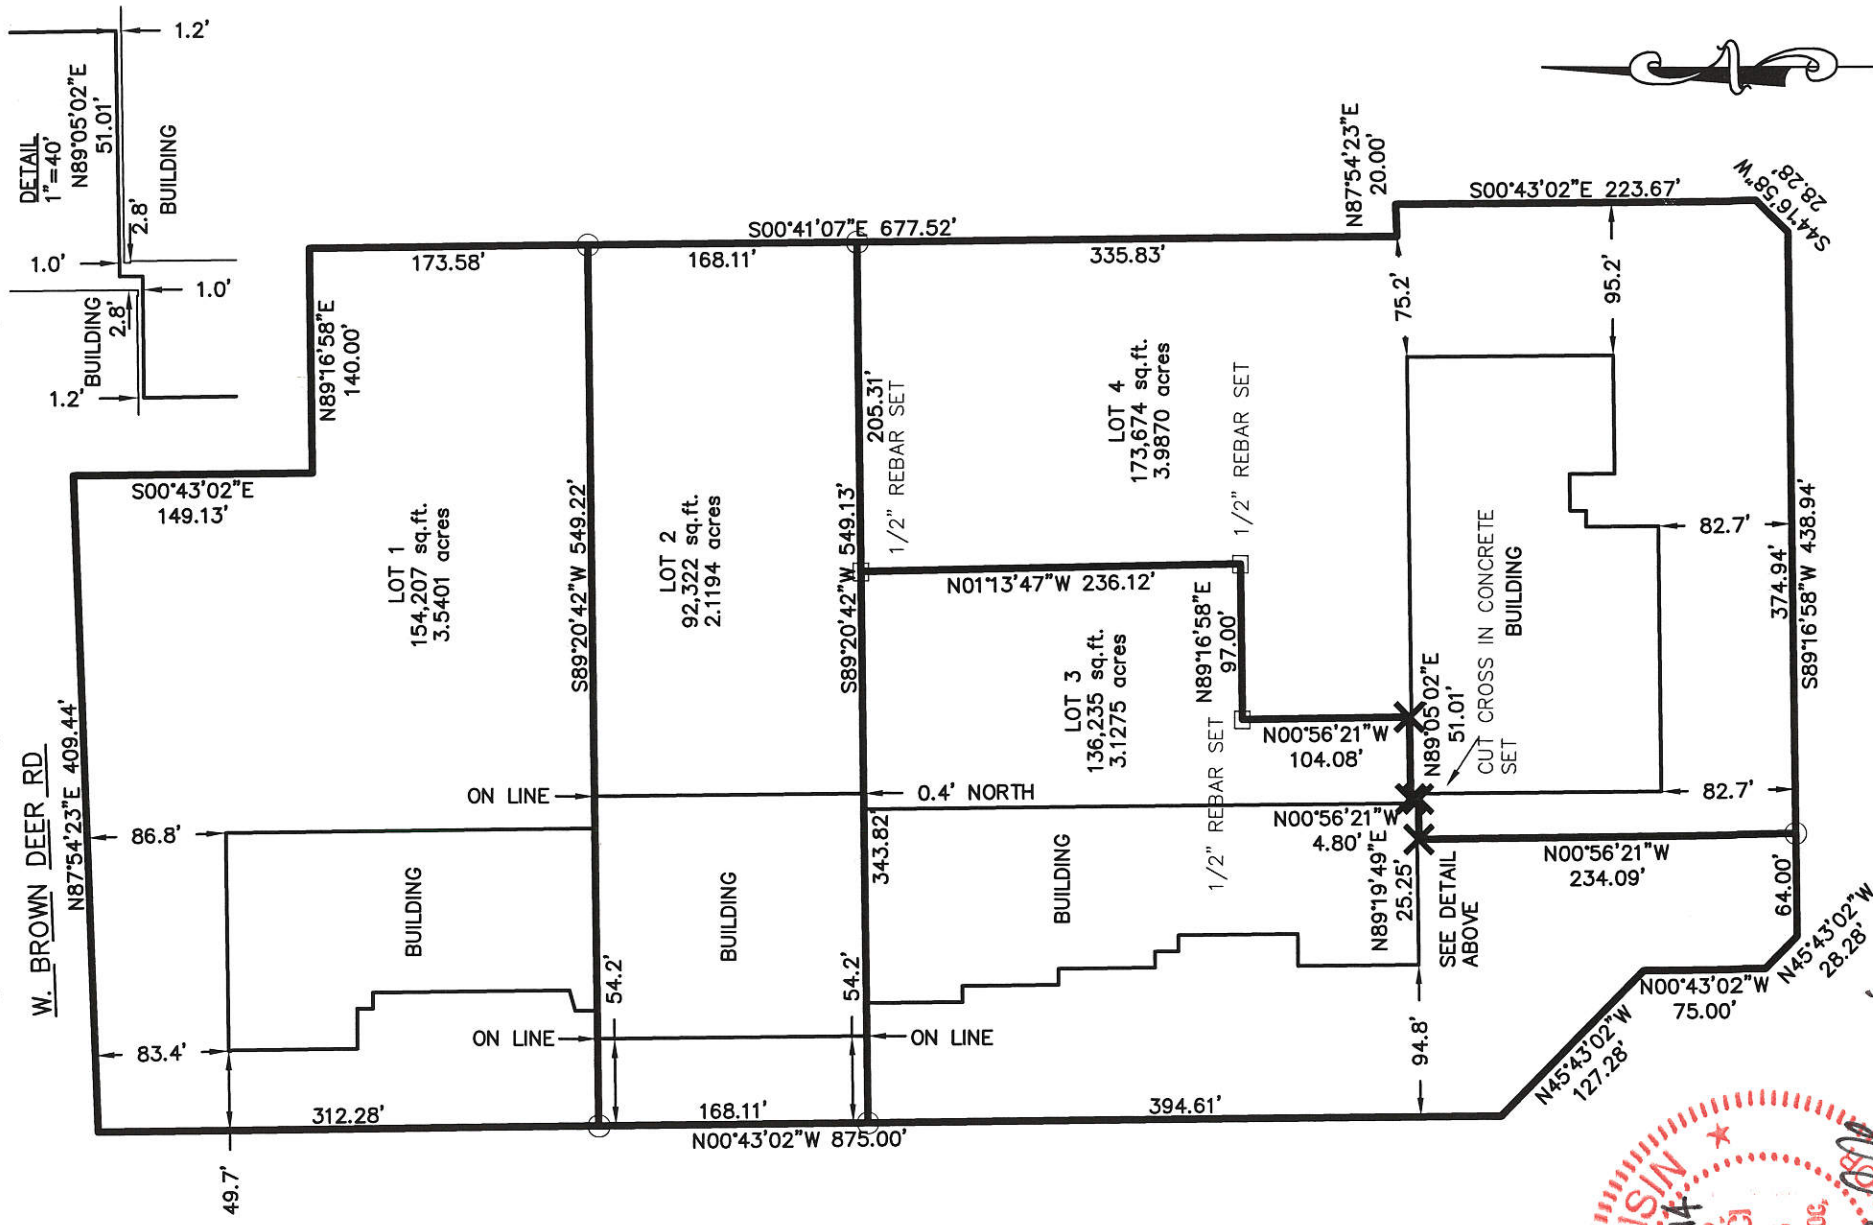 DETAIL
1"=40'
N89°05'02"E
51.01'
1.2'
BUILDING
2.8'
1.0'
1.0'
BUILDING
2.8'
1.2'
W. BROWN DEER RD
N87°54'23"E 409.44'
S00°43'02"E
149.13'
N89°16'58"E
140.00'
173.58'
S00°41'07"E 677.52'
168.11'
335.83'
N87°54'23"E
20.00'
S00°43'02"E 223.67'
S44°16'58"W
28.28'
75.2'
95.2'
LOT 1
154,207 sq.ft.
3.5401 acres
S89°20'42"W 549.22'
LOT 2
92,322 sq.ft.
2.1194 acres
S89°20'42"W 549.13'
205.31'
1/2" REBAR SET
LOT 4
173,674 sq.ft.
3.9870 acres
1/2" REBAR SET
N01°13'47"W 236.12'
N89°16'58"E
97.00'
LOT 3
136,235 sq.ft.
3.1275 acres
1/2" REBAR SET
N00°56'21"W
104.08'
N89°05'02"E
51.01'
CUT CROSS IN CONCRETE
SET
BUILDING
82.7'
374.94'
S89°16'58"W 438.94'
82.7'
ON LINE
0.4' NORTH
N00°56'21"W
4.80'
N89°19'49"E
25.25'
SEE DETAIL
ABOVE
N00°56'21"W
234.09'
64.00'
N45°43'02"W
28.28'
N00°43'02"W
75.00'
N45°43'02"W
127.28'
86.8'
83.4'
BUILDING
BUILDING
343.82'
BUILDING
54.2'
54.2'
ON LINE
ON LINE
94.8'
312.28'
168.11'
394.61'
N00°43'02"W 875.00'
49.7'